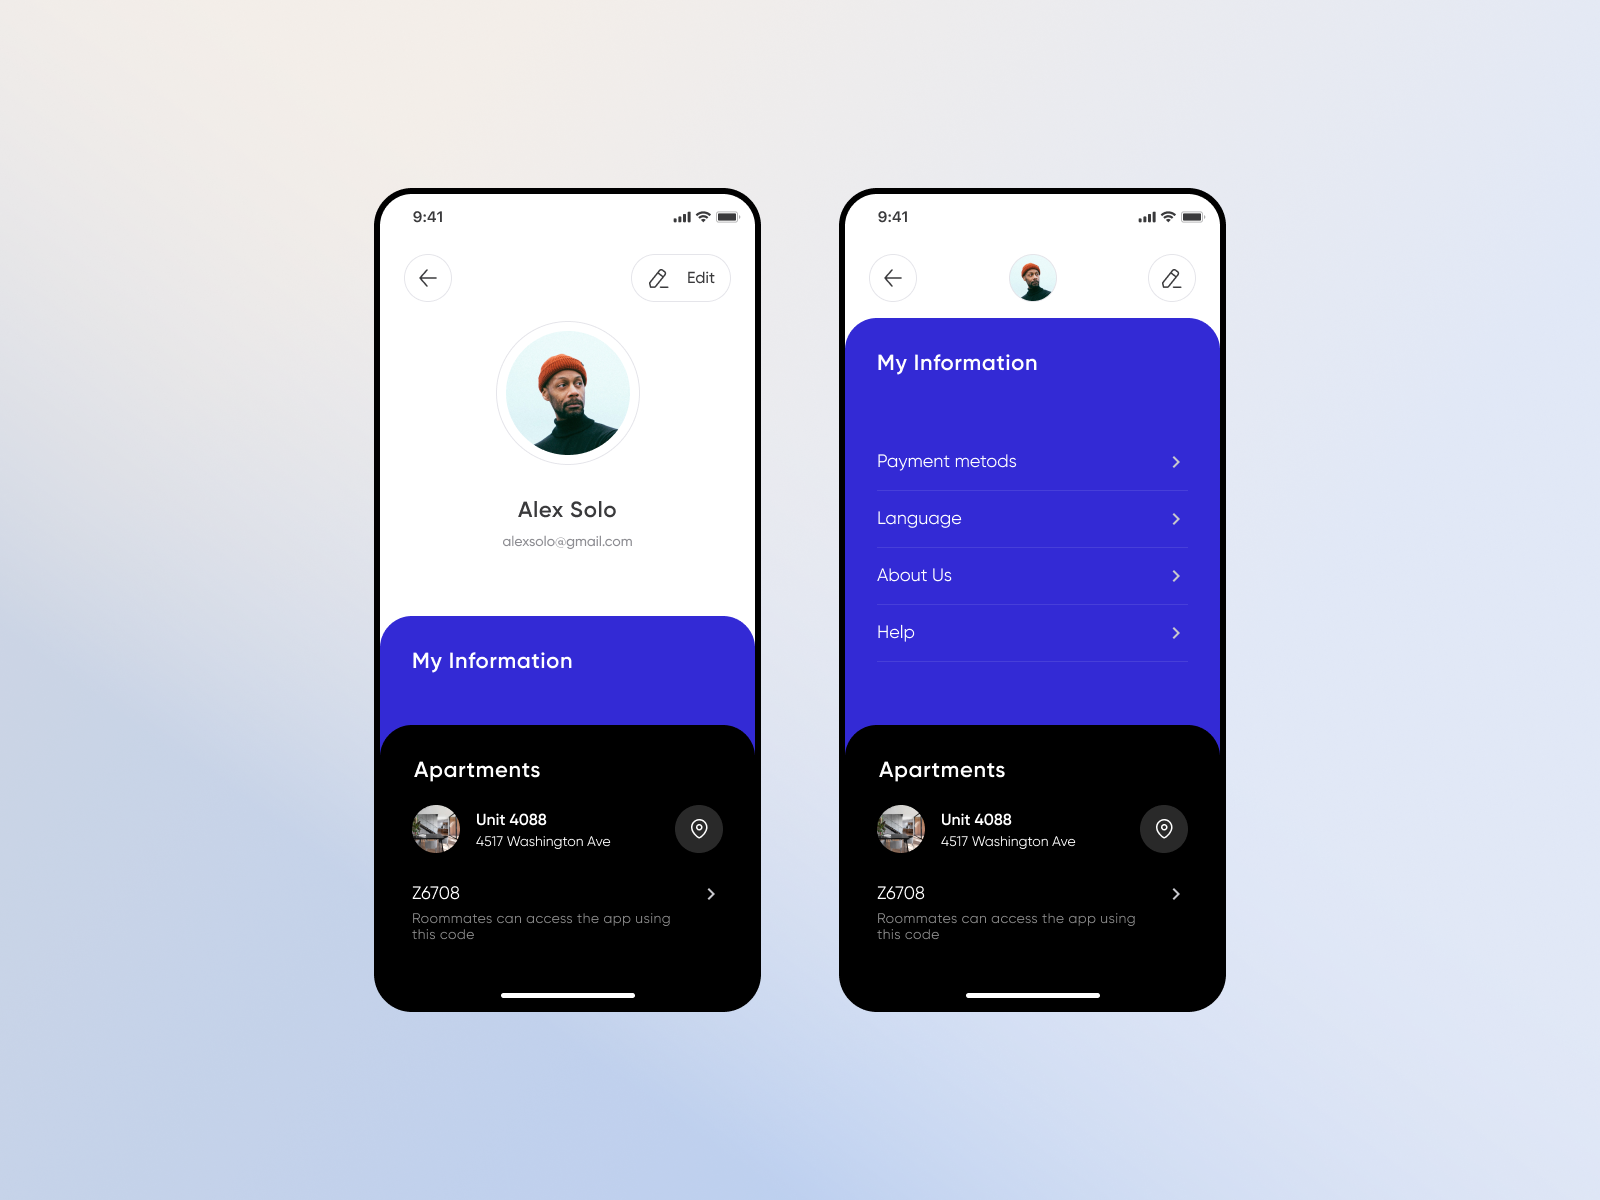 9:41
Edit
Alex Solo
alexsolo@gmail.com
My Information
Apartments
Unit 4088
4517 Washington Ave
Z6708
Roommates can access the app using
this code
9:41
My Information
Payment metods
Language
About Us
Help
Apartments
Unit 4088
4517 Washington Ave
Z6708
Roommates can access the app using
this code